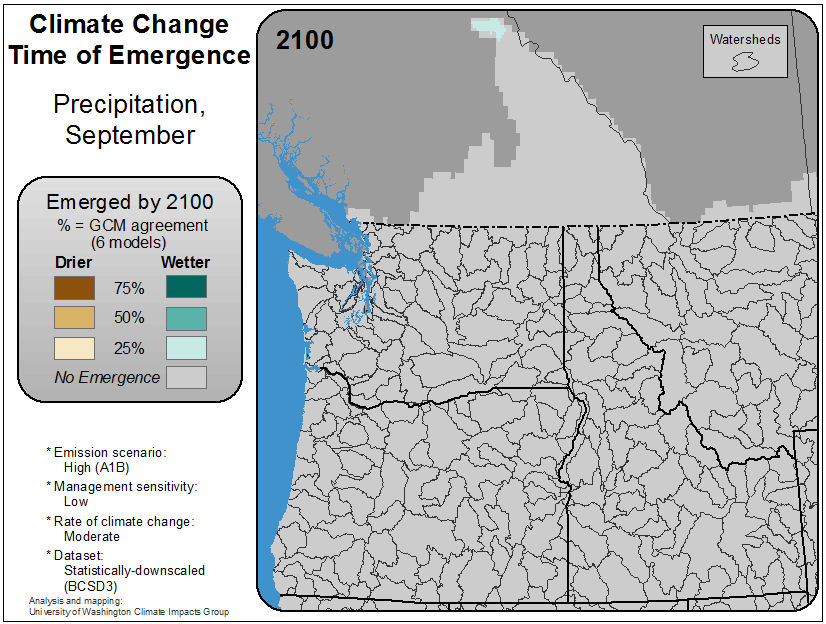 Climate Change
Time of Emergence
Precipitation,
September
Emerged by 2100
% = GCM agreement
(6 models)
Drier Wetter
75%
50%
25%
No Emergence
* Emission scenario:
High (A1B)
* Management sensitivity:
Low
* Rate of climate change:
Moderate
* Dataset:
Statistically-downscaled
(BCSD3)
Analysis and mapping:
University of Washington Climate Impacts Group
2100
Watersheds